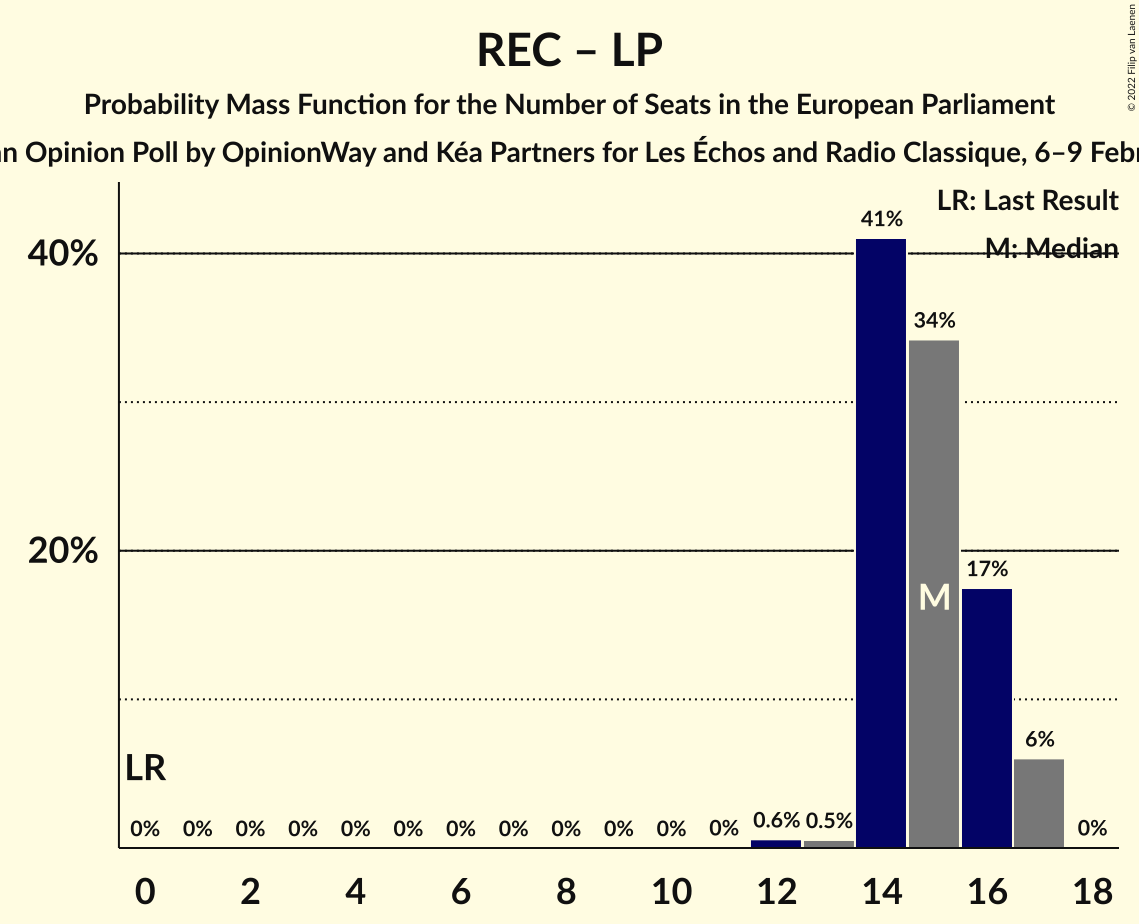 REC – LP
Probability Mass Function for the Number of Seats in the European Parliament
Opinion Poll by OpinionWay and Kéa Partners for Les Échos and Radio Classique, 6–9
© 2022 Filip van Laenen
LR: Last Result
M: Median
40%
20%
41%
34%
17%
6%
M
LR
0% 0% 0% 0% 0% 0% 0% 0% 0% 0% 0% 0% 0.6% 0.5% 0%
0 2 4 6 8 10 12 14 16 18